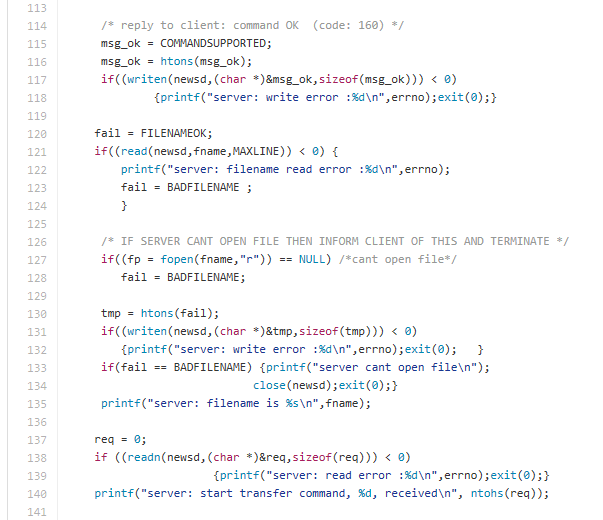 113
114 /* reply to client: command OK  (code: 160) */
115 msg_ok = COMMANDSUPPORTED;
116 msg_ok = htons(msg_ok);
117 if((writen(newsd,(char *)&msg_ok,sizeof(msg_ok))) < 0)
118 {printf("server: write error :%d\n",errno);exit(0);}
119
120 fail = FILENAMEOK;
121 if((read(newsd,fname,MAXLINE)) < 0) {
122 printf("server: filename read error :%d\n",errno);
123 fail = BADFILENAME ;
124 }
125
126 /* IF SERVER CANT OPEN FILE THEN INFORM CLIENT OF THIS AND TERMINATE */
127 if((fp = fopen(fname,"r")) == NULL) /*cant open file*/
128 fail = BADFILENAME;
129
130 tmp = htons(fail);
131 if((writen(newsd,(char *)&tmp,sizeof(tmp))) < 0)
132 {printf("server: write error :%d\n",errno);exit(0);   }
133 if(fail == BADFILENAME) {printf("server cant open file\n");
134 close(newsd);exit(0);}
135 printf("server: filename is %s\n",fname);
136
137 req = 0;
138 if ((readn(newsd,(char *)&req,sizeof(req))) < 0)
139 {printf("server: read error :%d\n",errno);exit(0);}
140 printf("server: start transfer command, %d, received\n", ntohs(req));
141